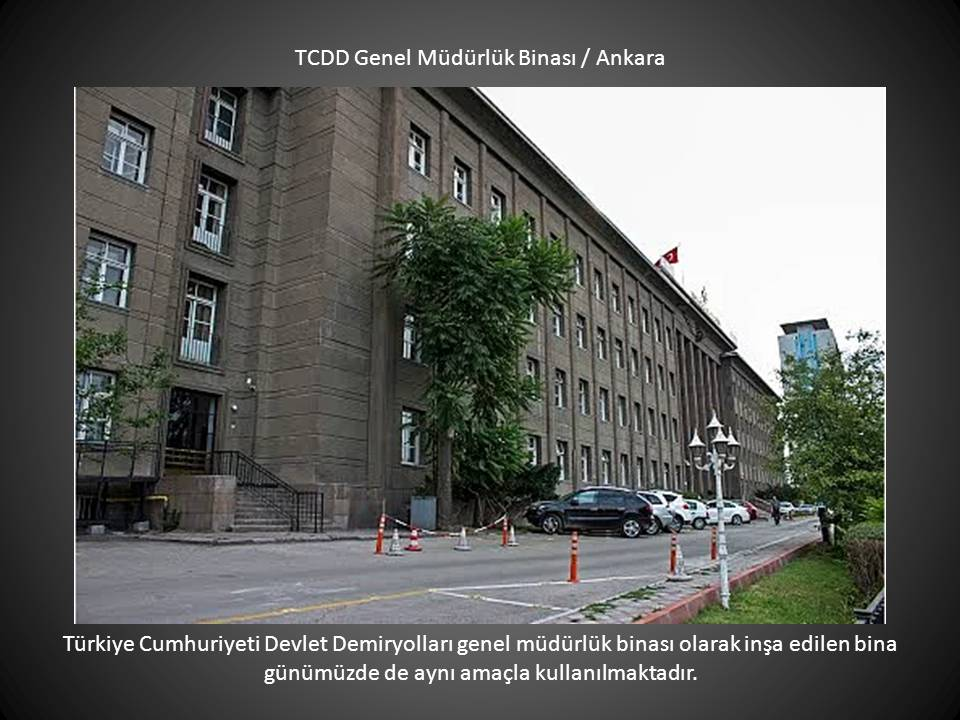 TCDD Genel Müdürlük Binası / Ankara
Türkiye Cumhuriyeti Devlet Demiryolları genel müdürlük binası olarak inşa edilen bina
günümüzde de aynı amaçla kullanılmaktadır.